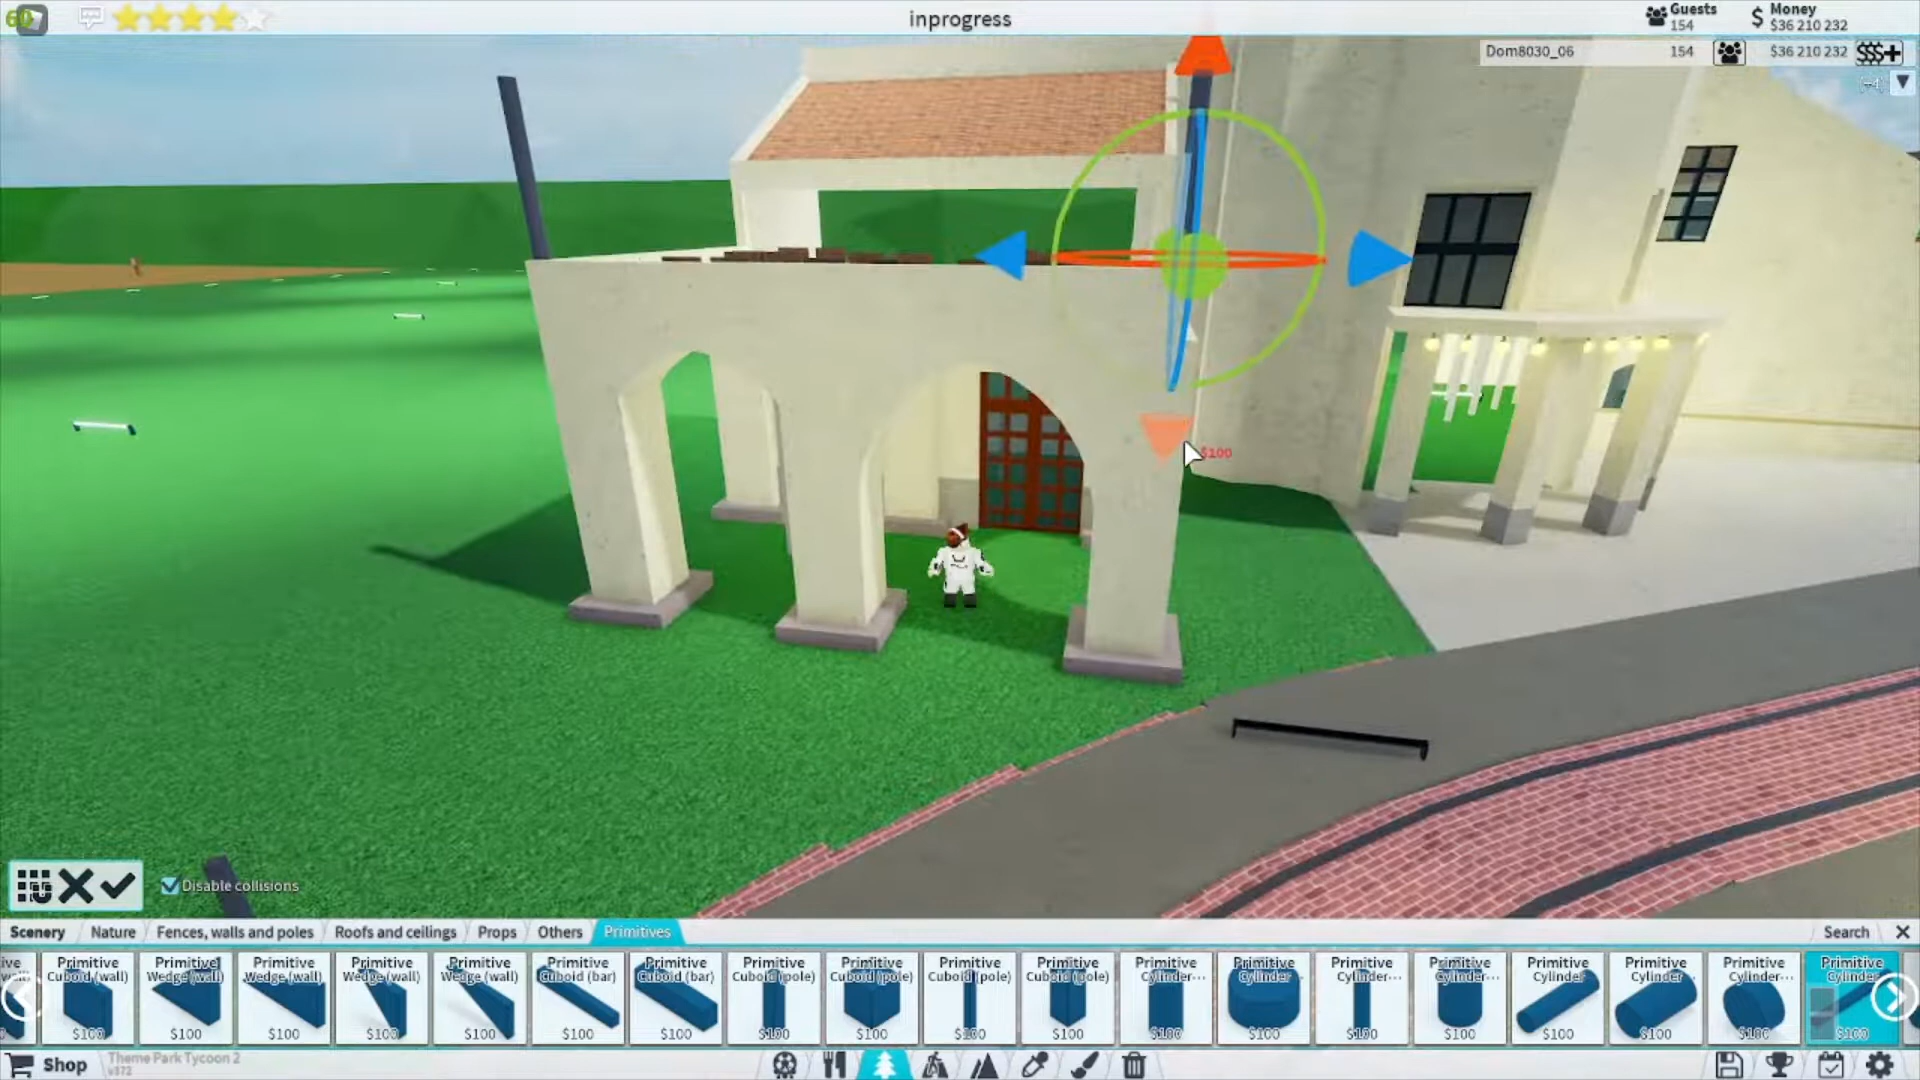 60
inprogress
Guests
154
$ Money
$36 210 232
Dom8030_06
154
$36 210 232
$$$+
$100
Disable collisions
Scenery
Nature
Fences, walls and poles
Roofs and ceilings
Props
Others
Primitives
Search
Primitive
Cuboid (wall)
$100
Primitive
Wedge (wall)
$100
Primitive
Wedge (wall)
$100
Primitive
Wedge (wall)
$100
Primitive
Wedge (wall)
$100
Primitive
Cuboid (bar)
$100
Primitive
Cuboid (bar)
$100
Primitive
Cuboid (pole)
$100
Primitive
Cuboid (pole)
$100
Primitive
Cuboid (pole)
$100
Primitive
Cuboid (pole)
$100
Primitive
Cylinder...
$100
Primitive
Cylinder
$100
Primitive
Cylinder...
$100
Primitive
Cylinder...
$100
Primitive
Cylinder
$100
Primitive
Cylinder
$100
Primitive
Cylinder...
$100
Primitive
Cylinder
$100
Shop
Theme Park Tycoon 2
v372